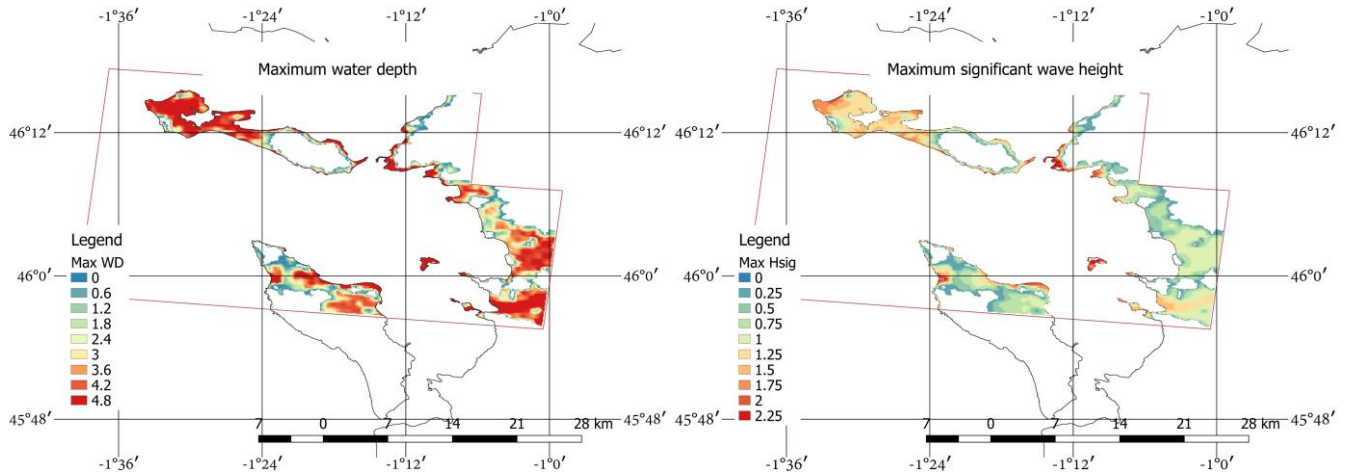 -1°36′ -1°24′ -1°12′ -1°0′
Maximum water depth
46°12′ 46°12′
Legend
Max WD
0
0.6
1.2
1.8
2.4
3
3.6
4.2
4.8
46°0′ 46°0′
45°48′ 45°48′
7 0 7 14 21 28 km
-1°36′ -1°24′ -1°12′ -1°0′
-1°36′ -1°24′ -1°12′ -1°0′
Maximum significant wave height
46°12′ 46°12′
Legend
Max Hsig
0
0.25
0.5
0.75
1
1.25
1.5
1.75
2
2.25
46°0′ 46°0′
45°48′ 45°48′
7 0 7 14 21 28 km
-1°36′ -1°24′ -1°12′ -1°0′